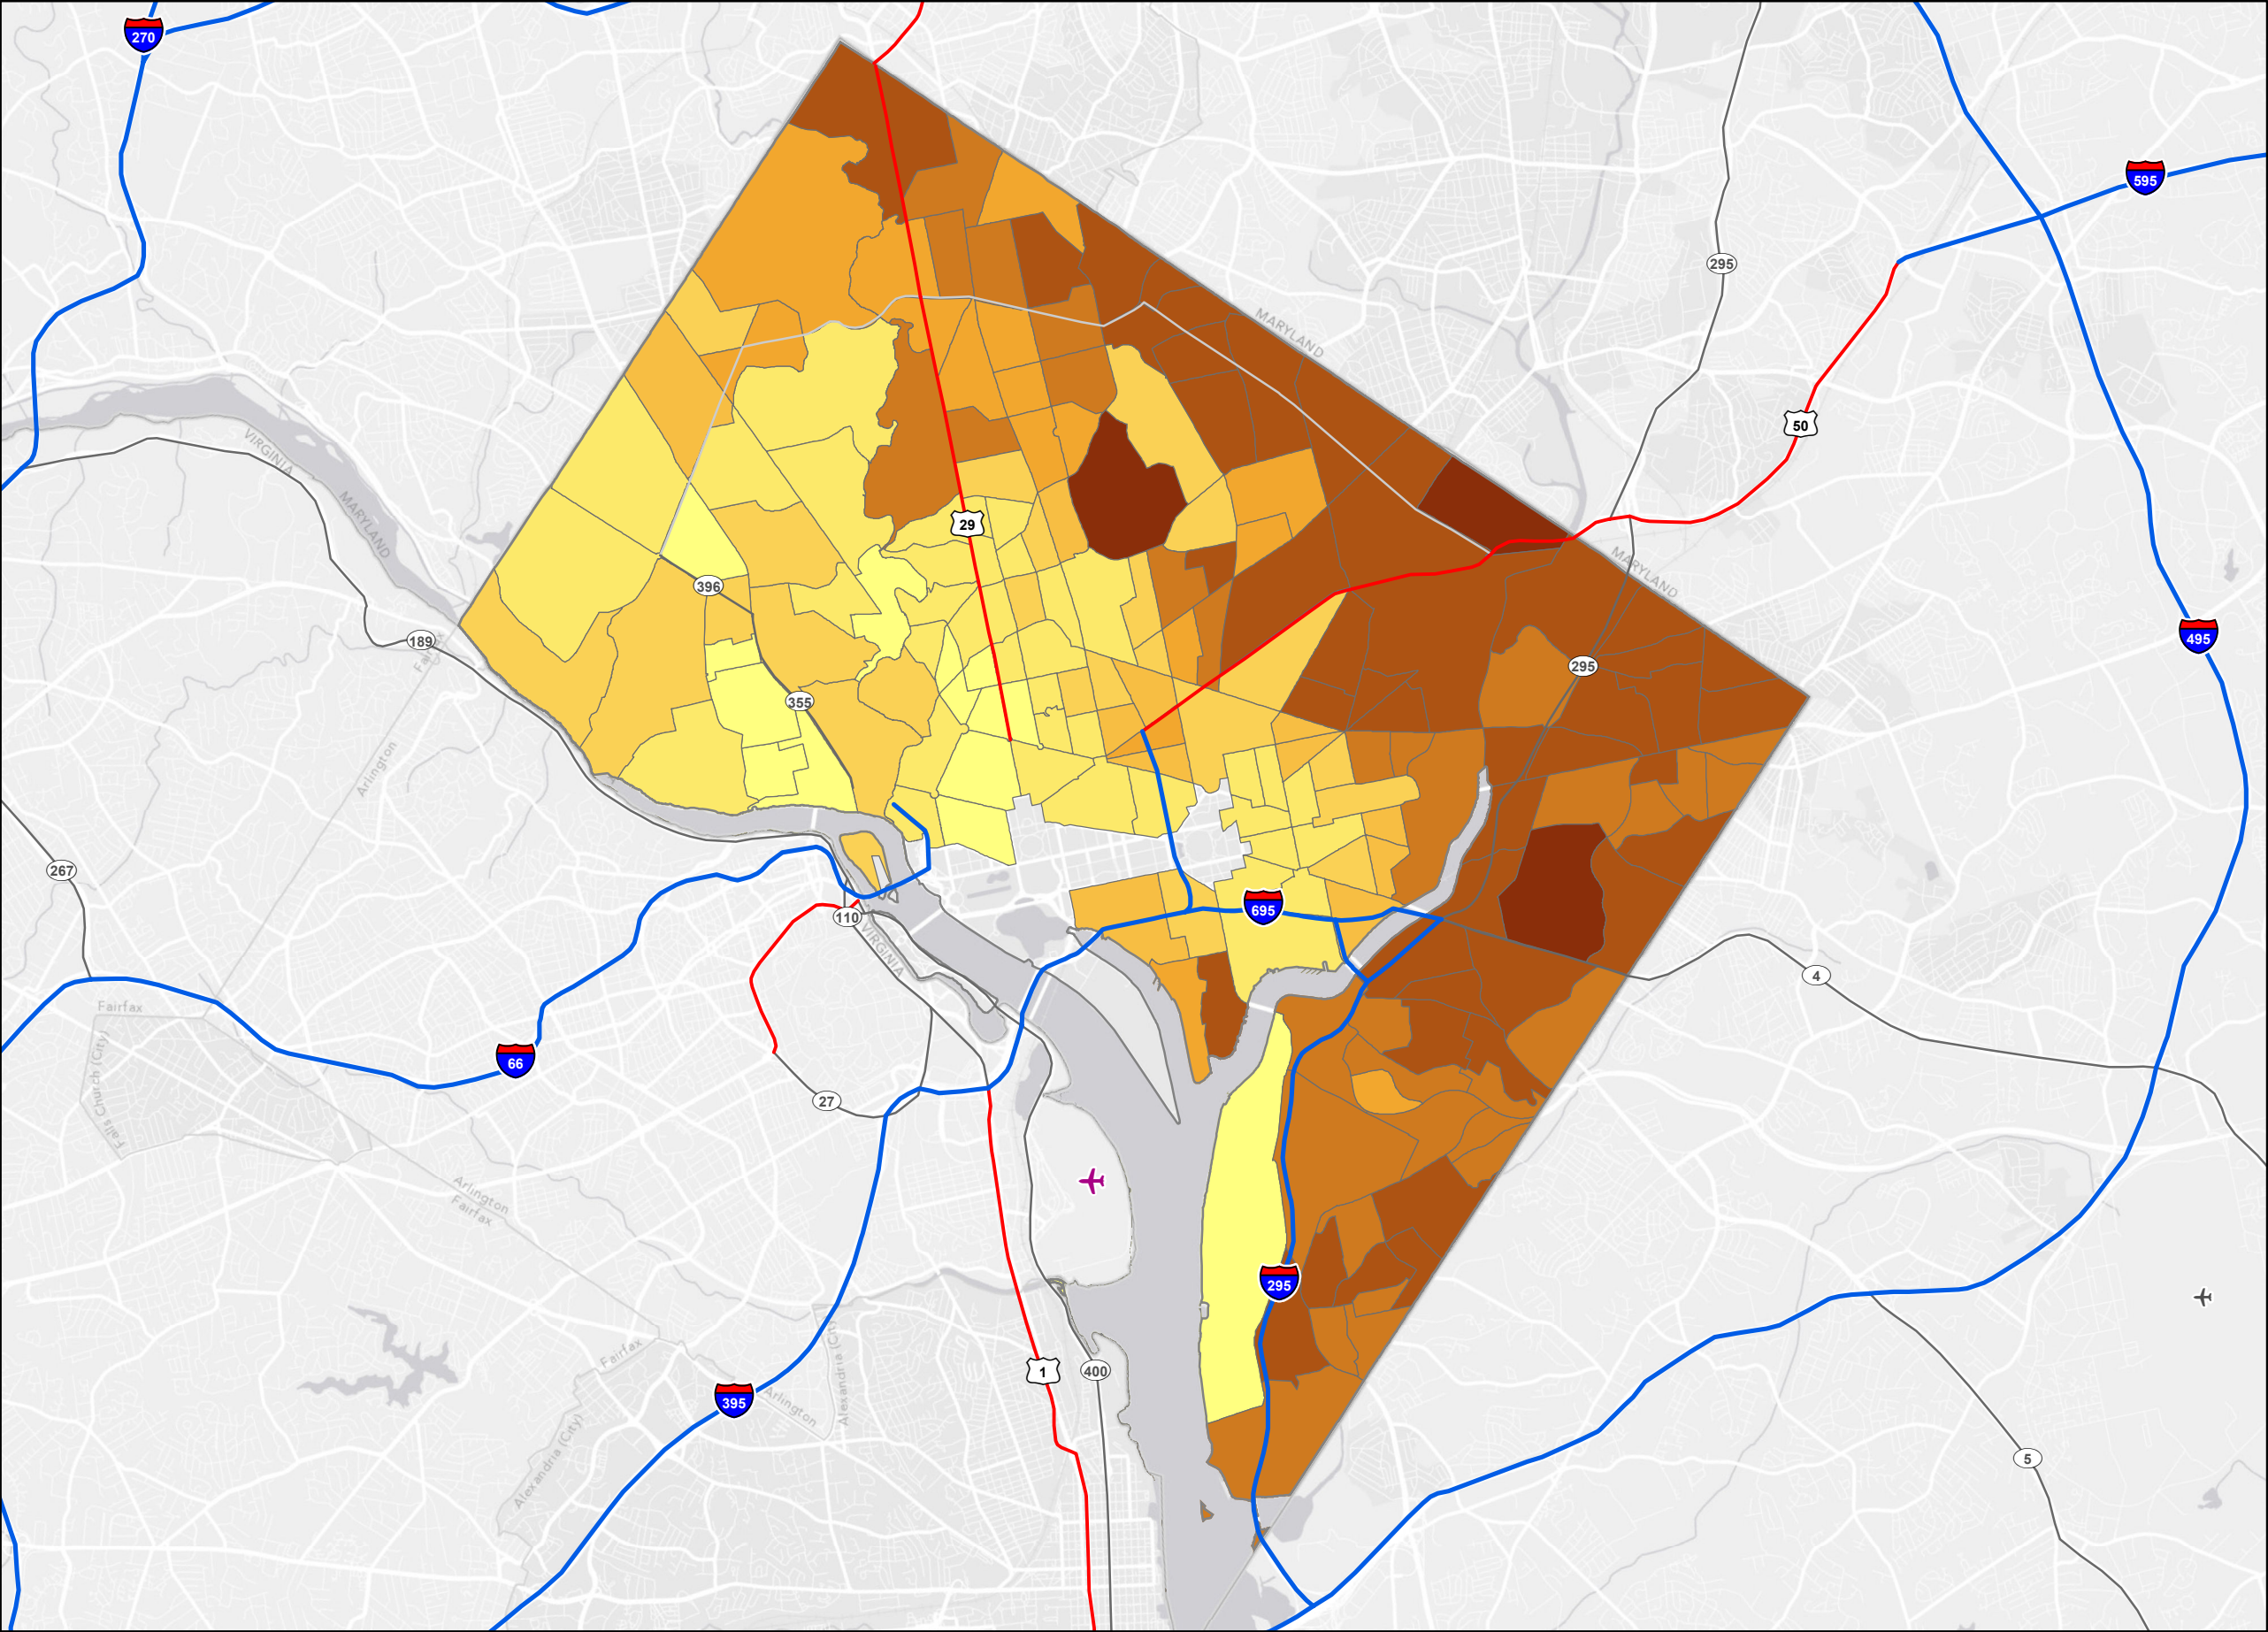 270
595
295
MARYLAND
50
VIRGINIA
MARYLAND
29
MARYLAND
396
189
Fairfax
495
295
355
Arlington
267
695
110
VIRGINIA
4
Fairfax
Falls Church (City)
66
27
Arlington
Fairfax
295
5
Fairfax
Alexandria (City)
1
400
395
Arlington
Alexandria (City)